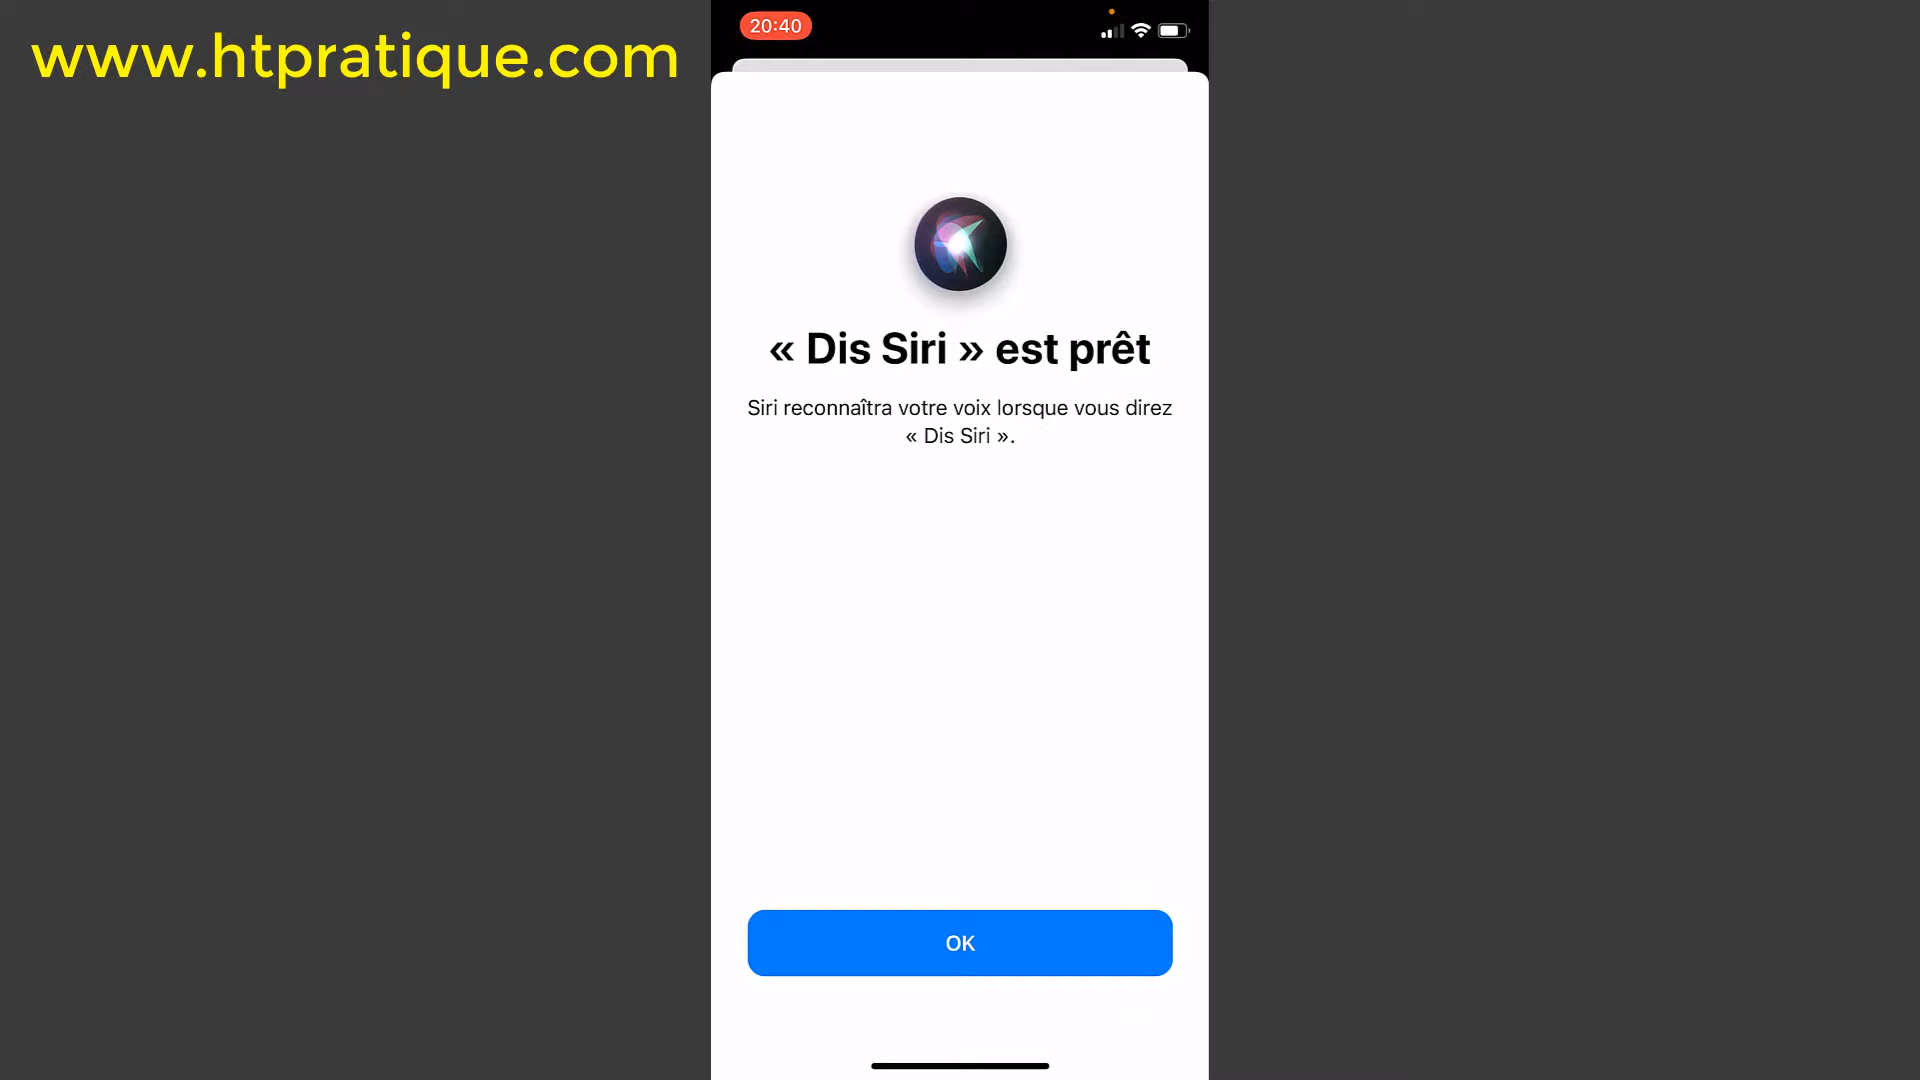 www.htpratique.com
20:40
« Dis Siri » est prêt
Siri reconnaîtra votre voix lorsque vous direz
« Dis Siri ».
OK